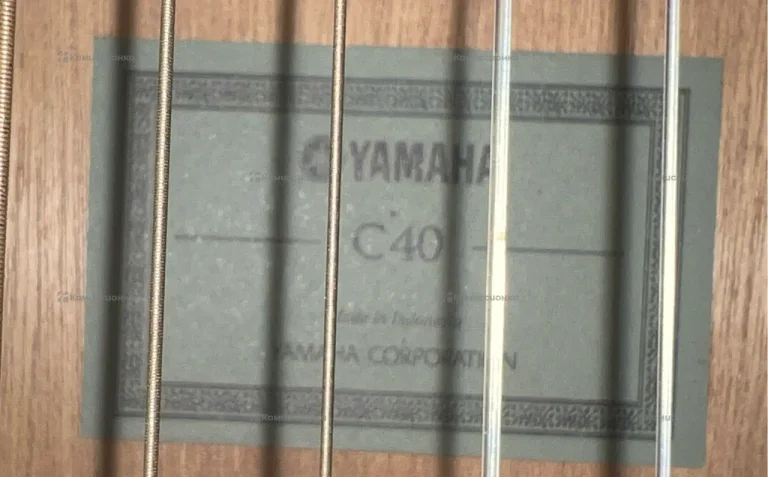 YAMAHA
C40
Made in Indonesia
YAMAHA CORPORATION